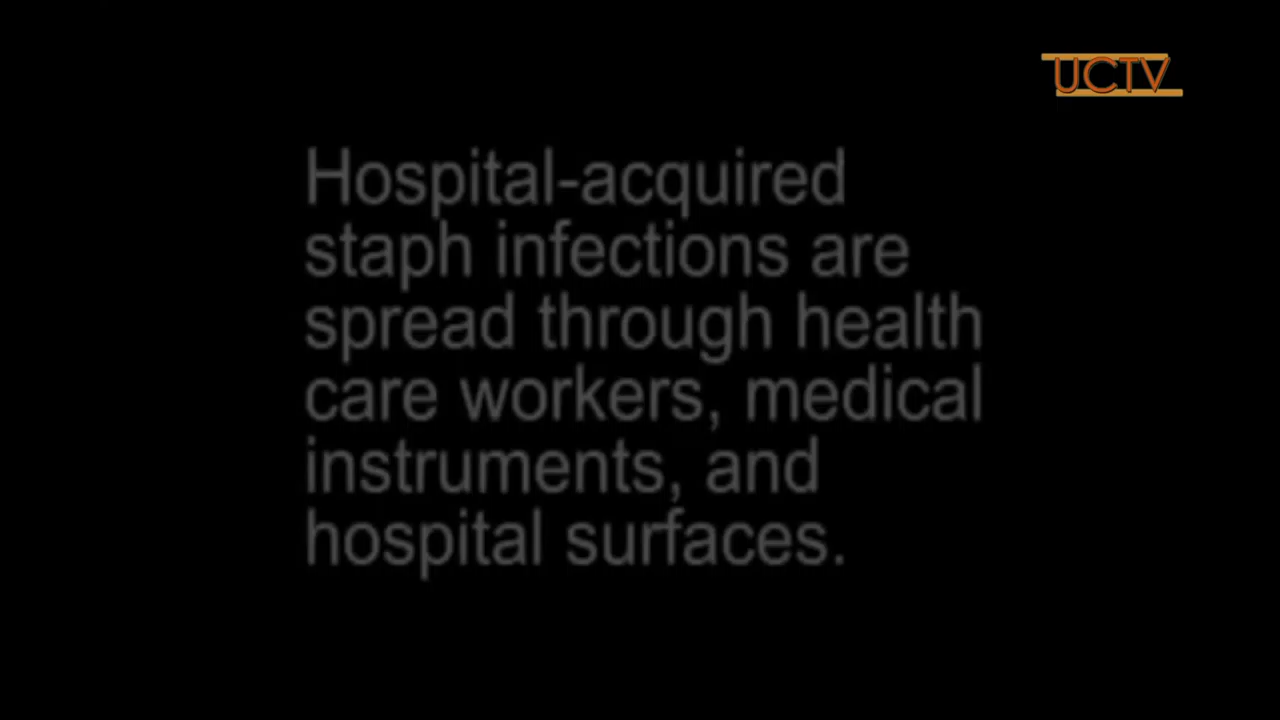 UCTV
Hospital-acquired
staph infections are
spread through health
care workers, medical
instruments, and
hospital surfaces.